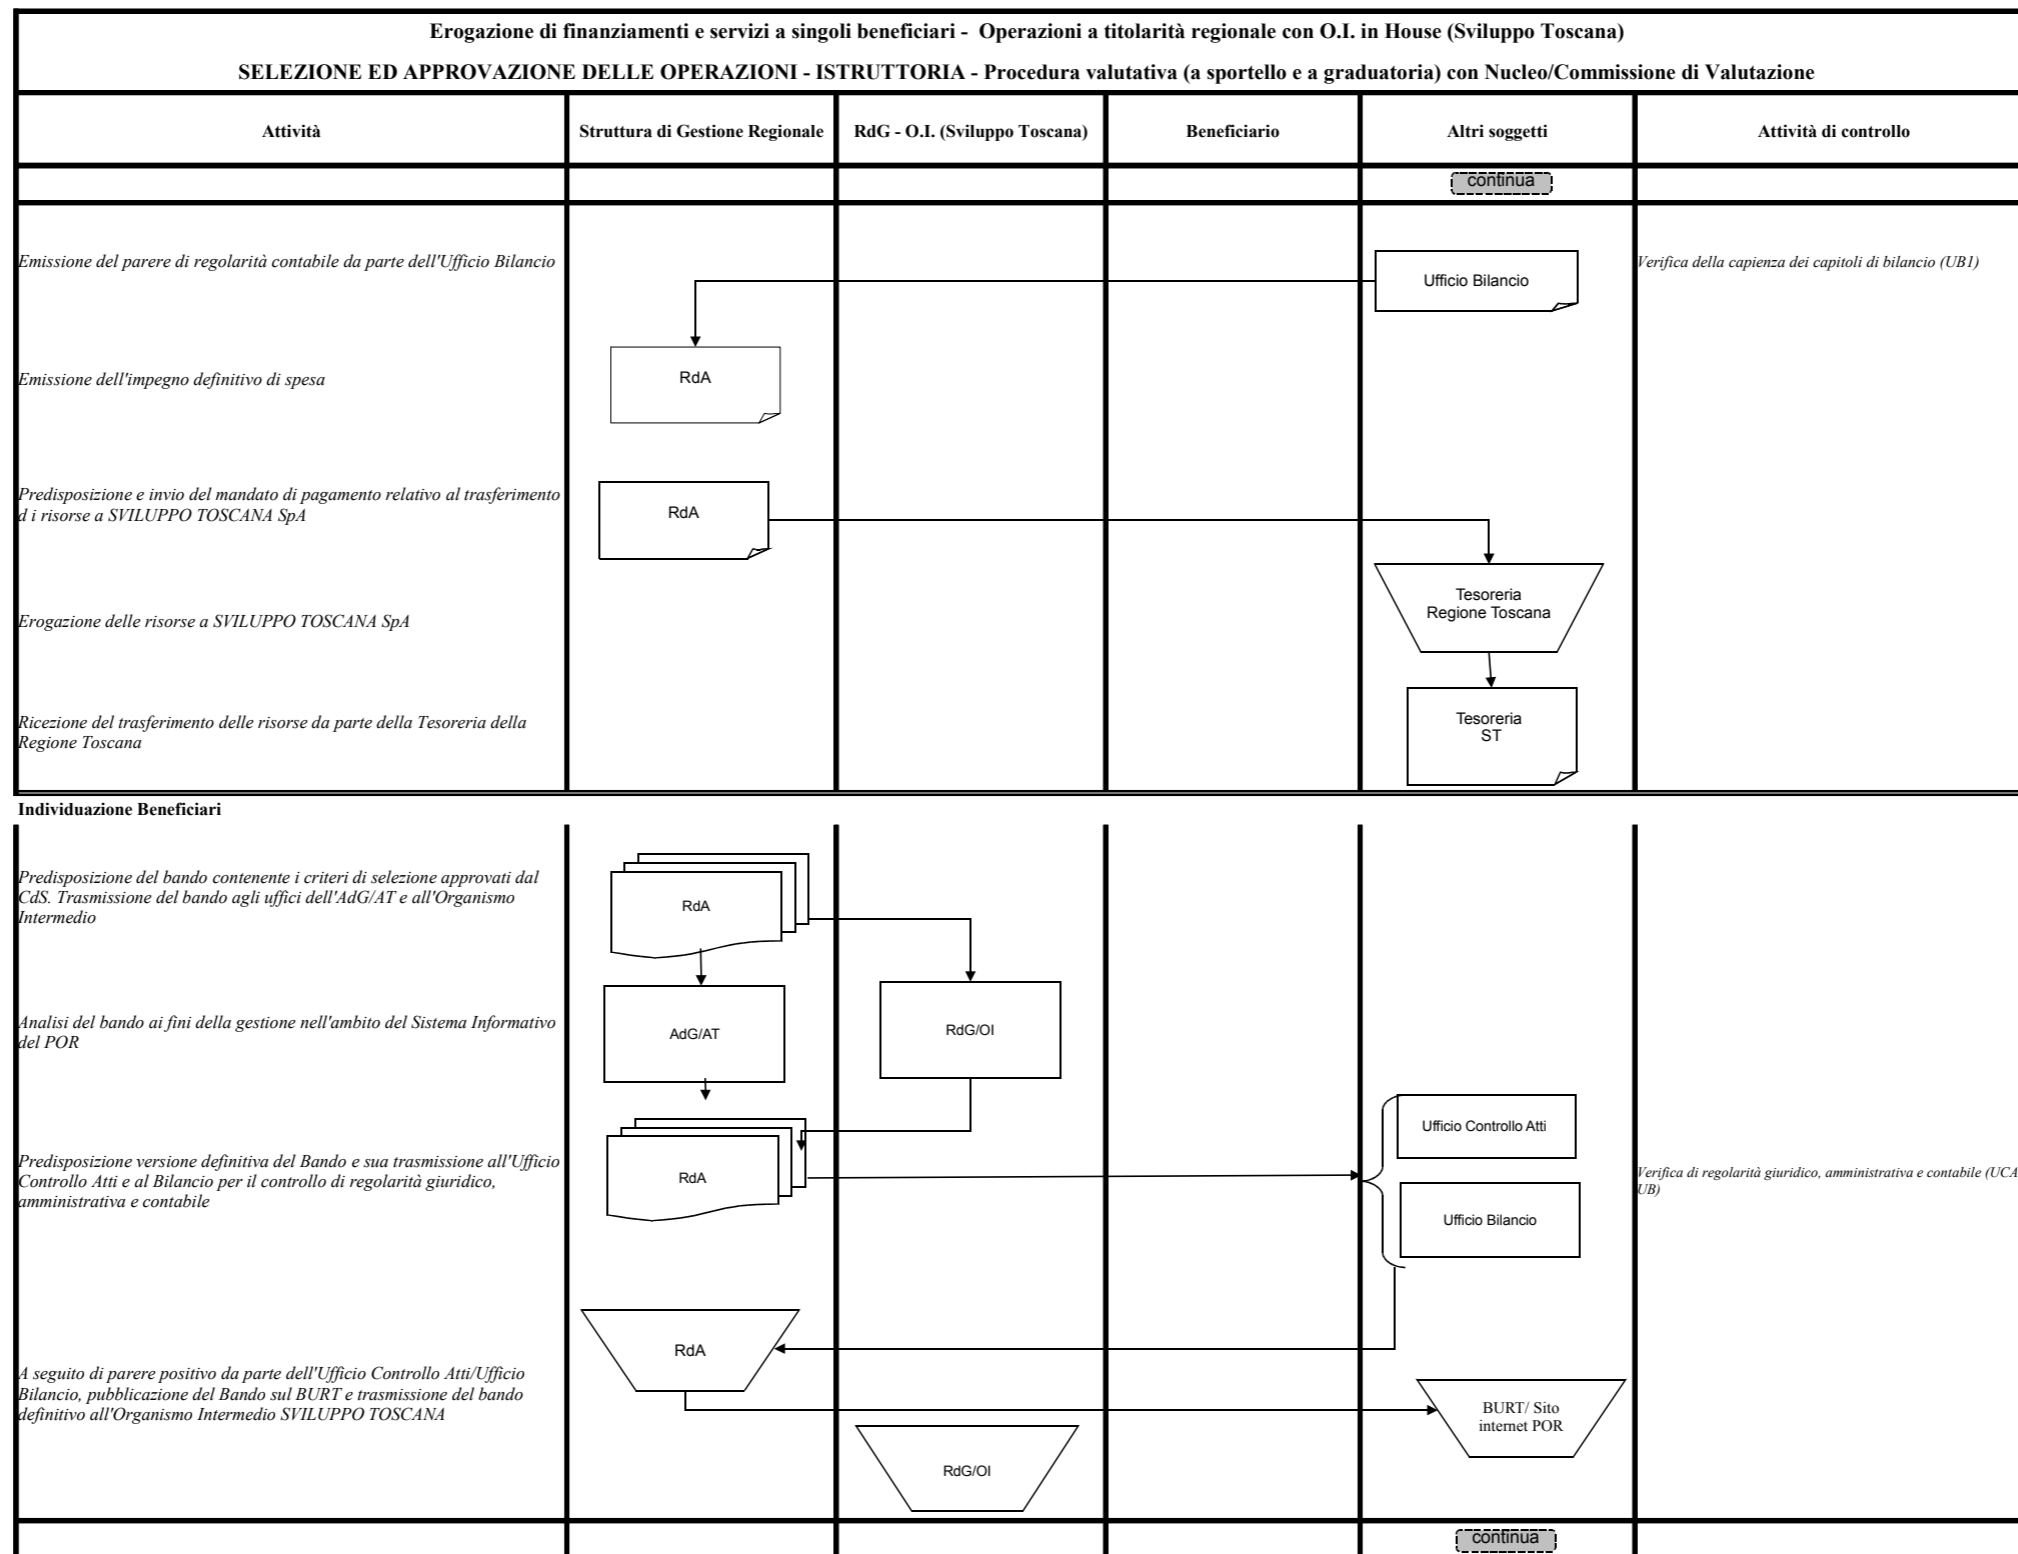 Erogazione di finanziamenti e servizi a singoli beneficiari - Operazioni a titolarità regionale con O.I. in House (Sviluppo Toscana)
SELEZIONE ED APPROVAZIONE DELLE OPERAZIONI - ISTRUTTORIA - Procedura valutativa (a sportello e a graduatoria) con Nucleo/Commissione di Valutazione
Attività
Struttura di Gestione Regionale
RdG - O.I. (Sviluppo Toscana)
Beneficiario
Altri soggetti
Attività di controllo
continua
Emissione del parere di regolarità contabile da parte dell'Ufficio Bilancio
Ufficio Bilancio
Verifica della capienza dei capitoli di bilancio (UB1)
Emissione dell'impegno definitivo di spesa
RdA
Predisposizione e invio del mandato di pagamento relativo al trasferimento
d i risorse a SVILUPPO TOSCANA SpA
RdA
Erogazione delle risorse a SVILUPPO TOSCANA SpA
Tesoreria
Regione Toscana
Ricezione del trasferimento delle risorse da parte della Tesoreria della
Regione Toscana
Tesoreria
ST
Individuazione Beneficiari
Predisposizione del bando contenente i criteri di selezione approvati dal
CdS. Trasmissione del bando agli uffici dell'AdG/AT e all'Organismo
Intermedio
RdA
Analisi del bando ai fini della gestione nell'ambito del Sistema Informativo
del POR
AdG/AT
RdG/OI
Predisposizione versione definitiva del Bando e sua trasmissione all'Ufficio
Controllo Atti e al Bilancio per il controllo di regolarità giuridico,
amministrativa e contabile
RdA
Ufficio Controllo Atti
Ufficio Bilancio
Verifica di regolarità giuridico, amministrativa e contabile (UCA
UB)
A seguito di parere positivo da parte dell'Ufficio Controllo Atti/Ufficio
Bilancio, pubblicazione del Bando sul BURT e trasmissione del bando
definitivo all'Organismo Intermedio SVILUPPO TOSCANA
RdA
RdG/OI
BURT/ Sito
internet POR
continua